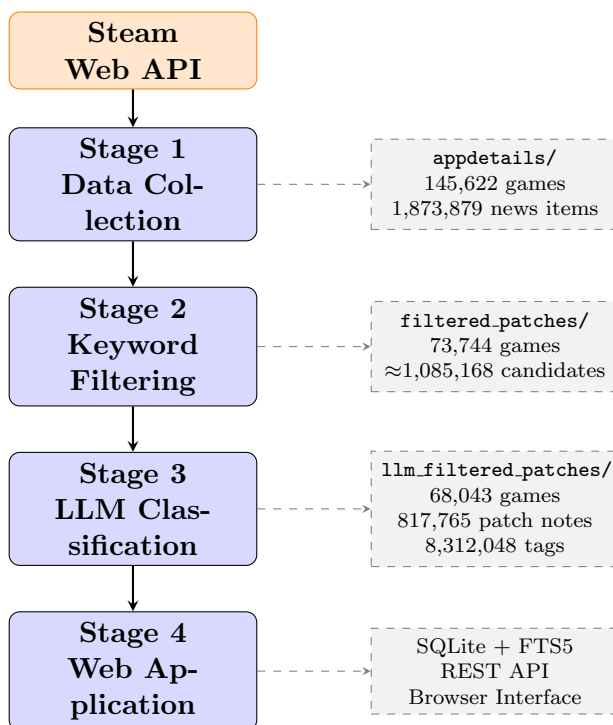 Steam
Web API
Stage 1
Data Col-
lection
appdetails/
145,622 games
1,873,879 news items
Stage 2
Keyword
Filtering
filtered_patches/
73,744 games
≈1,085,168 candidates
Stage 3
LLM Clas-
sification
llm_filtered_patches/
68,043 games
817,765 patch notes
8,312,048 tags
Stage 4
Web Ap-
plication
SQLite + FTS5
REST API
Browser Interface